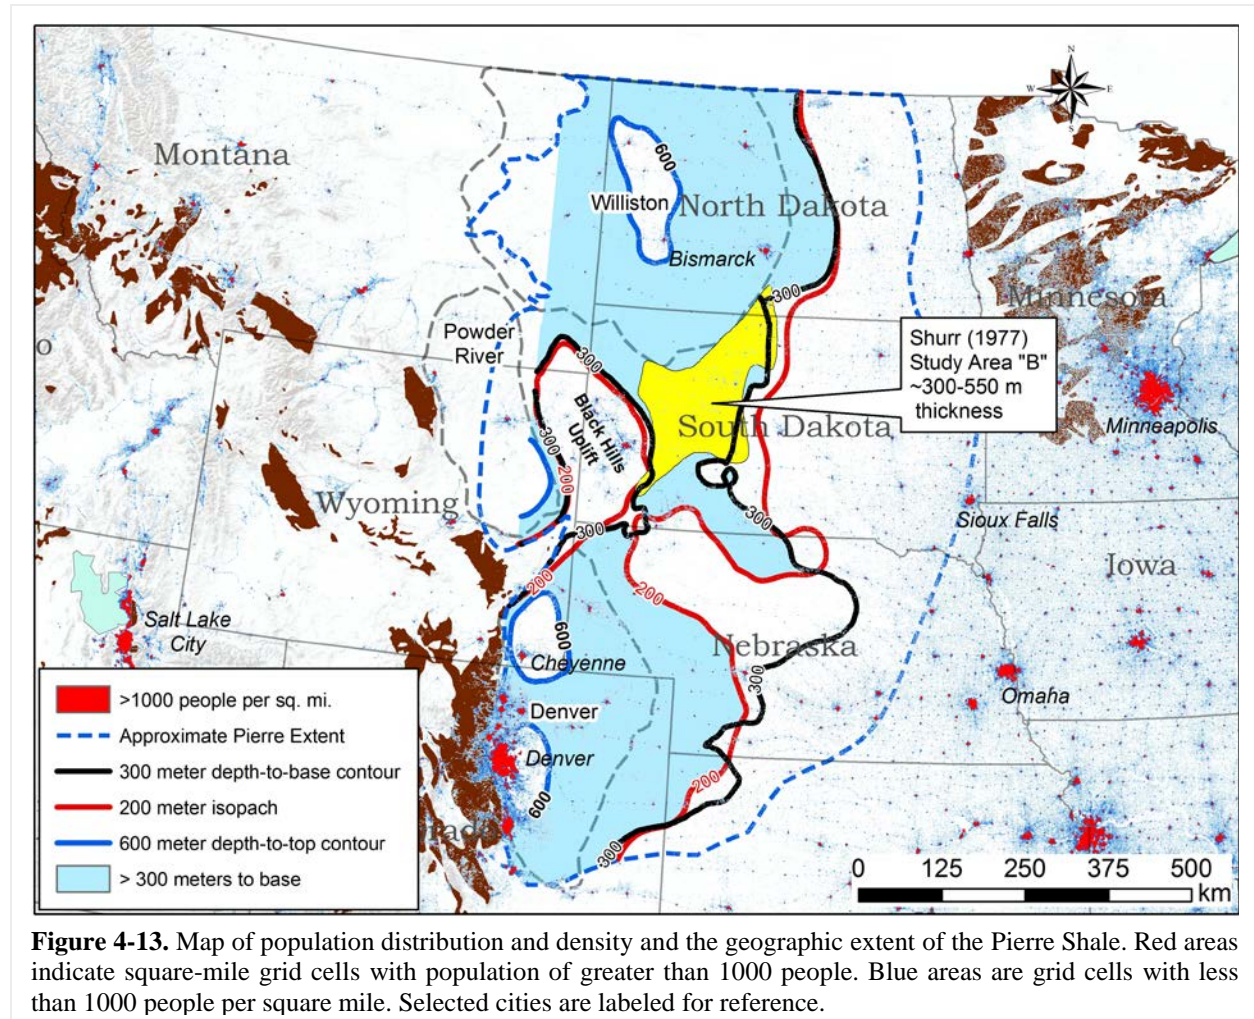 N
W E
S
Montana
600
Williston
North Dakota
Bismarck
300
Minnesota
o
Powder
River
Shurr (1977)
Study Area "B"
~300-550 m
thickness
300
Black Hills
Uplift
South Dakota
Minneapolis
300
200
Wyoming
300
300
Sioux Falls
200
200
Iowa
Salt Lake
City
600
Nebraska
Cheyenne
300
Omaha
>1000 people per sq. mi.
Approximate Pierre Extent
300 meter depth-to-base contour
200 meter isopach
600 meter depth-to-top contour
> 300 meters to base
Denver
Denver
600
200
rado
300
0 125 250 375 500
km
Figure 4-13. Map of population distribution and density and the geographic extent of the Pierre Shale. Red areas
indicate square-mile grid cells with population of greater than 1000 people. Blue areas are grid cells with less
than 1000 people per square mile. Selected cities are labeled for reference.